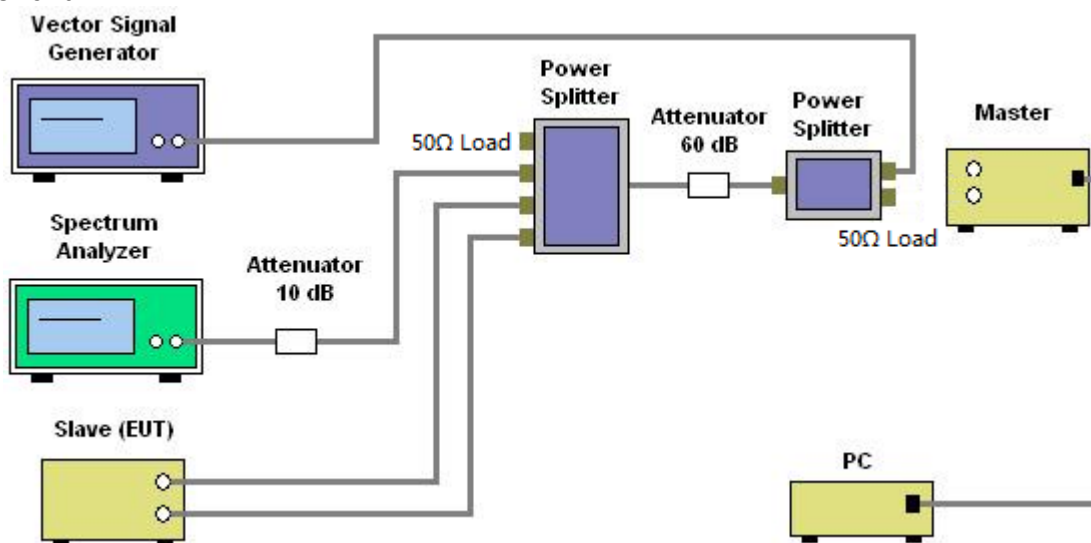 Vector Signal
Generator
Power
Splitter
Attenuator
60 dB
Power
Splitter
Master
50Ω Load
50Ω Load
Spectrum
Analyzer
Attenuator
10 dB
Slave (EUT)
PC